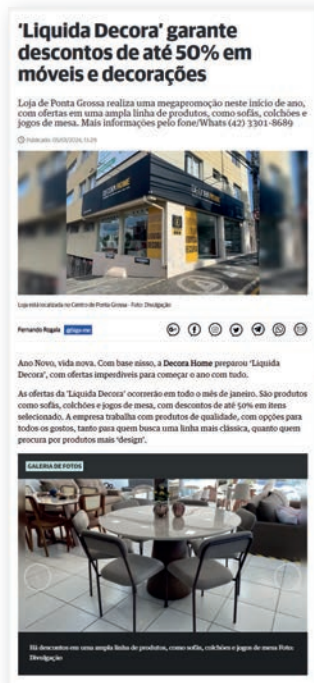 ‘Liquida Decora’ garante
descontos de até 50% em
móveis e decorações
Loja de Ponta Grossa realiza uma megapromoção neste início de ano,
com ofertas em uma ampla linha de produtos, como sofás, colchões e
jogos de mesa. Mais informações pelo fone/Whats (42) 3301-8689
DECORA HOME
Loja está localizada no Centro de Ponta Grossa - Foto: Divulgação
Fernando Rogala
Ano Novo, vida nova. Com base nisso, a Decora Home preparou ‘Liquida
Decora’, com ofertas imperdíveis para começar o ano com tudo.
As ofertas da ‘Liquida Decora’ ocorrerão em todo o mês de janeiro. São produtos
como sofás, colchões e jogos de mesa, com descontos de até 50% em itens
selecionado. A empresa trabalha com produtos de qualidade, com opções para
todos os gostos, tanto para quem busca uma linha mais clássica, quanto quem
procura por produtos mais ‘design’.
GALERIA DE FOTOS
Há descontos em uma ampla linha de produtos, como sofás, colchões e jogos de mesa Foto:
Divulgação